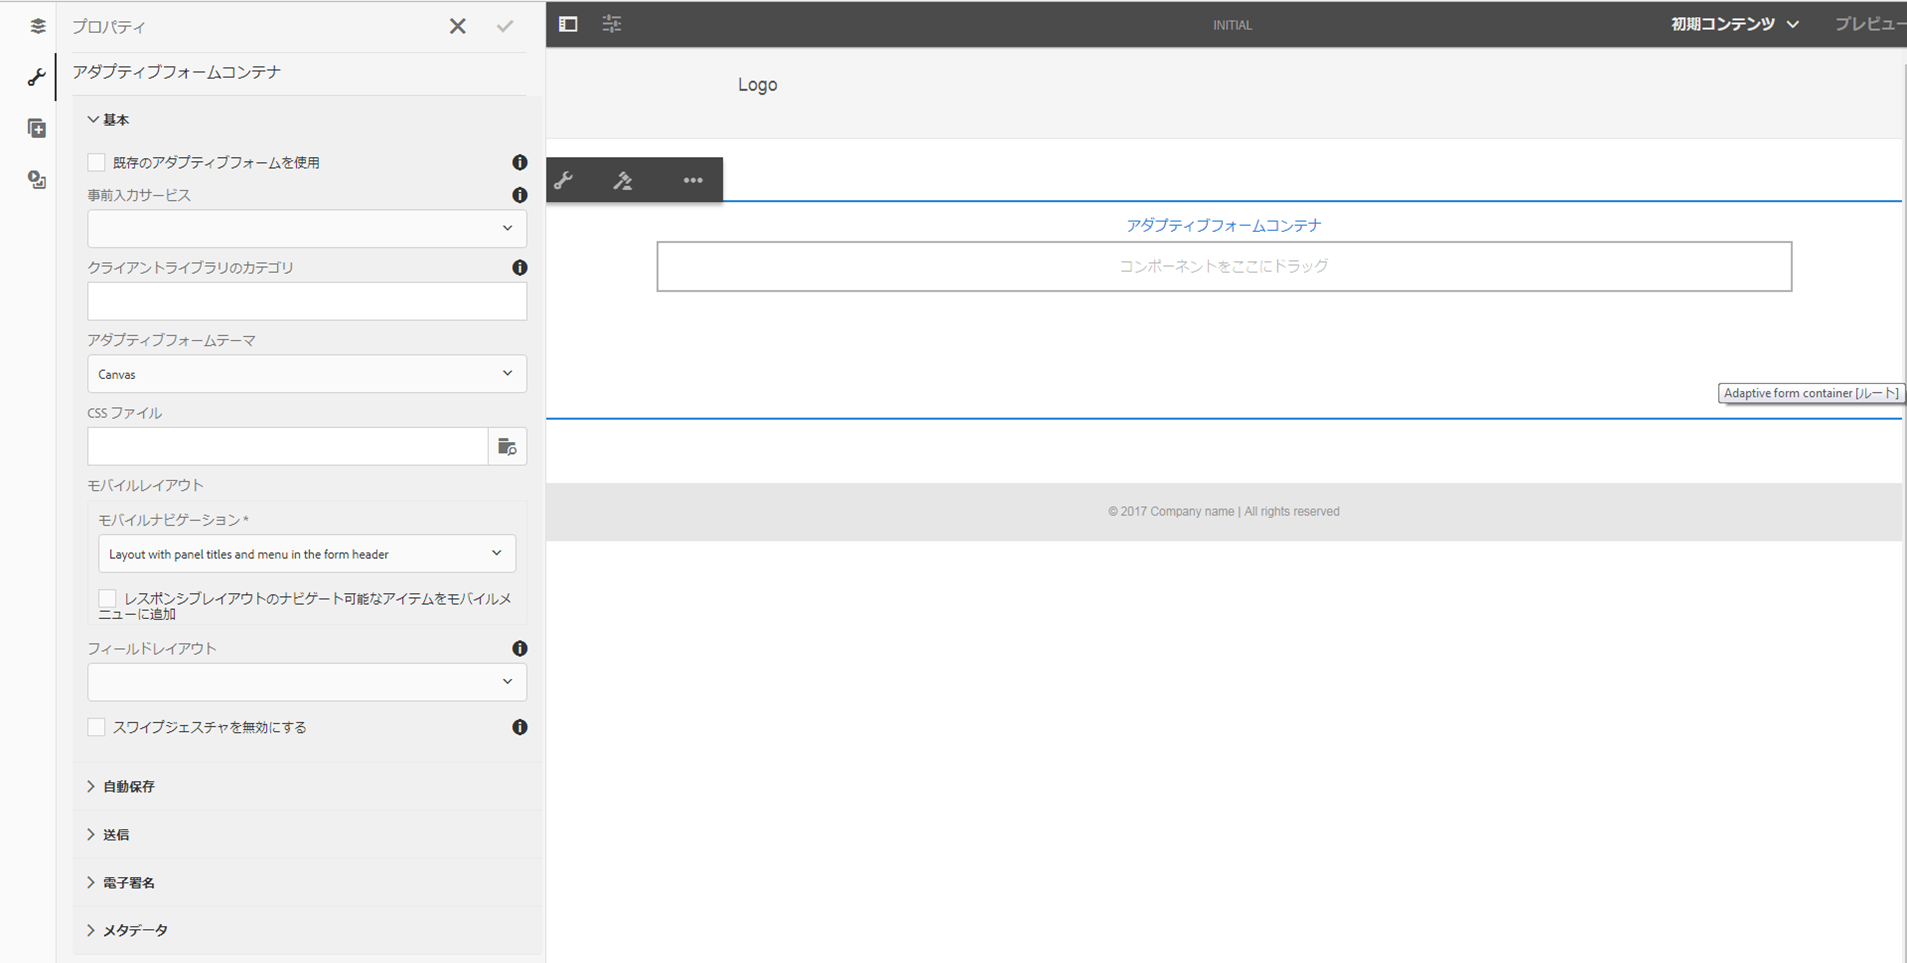 プロパティ
INITIAL
初期コンテンツ
プレビュー
アダプティブフォームコンテナ
基本
既存のアダプティブフォームを使用
事前入力サービス
クライアントライブラリのカテゴリ
アダプティブフォームテーマ
Canvas
CSS ファイル
モバイルレイアウト
モバイルナビゲーション *
Layout with panel titles and menu in the form header
レスポンシブレイアウトのナビゲート可能なアイテムをモバイルメ
ニューに追加
フィールドレイアウト
スワイプジェスチャを無効にする
自動保存
送信
電子署名
メタデータ
Logo
アダプティブフォームコンテナ
コンポーネントをここにドラッグ
Adaptive form container [ルート]
© 2017 Company name | All rights reserved